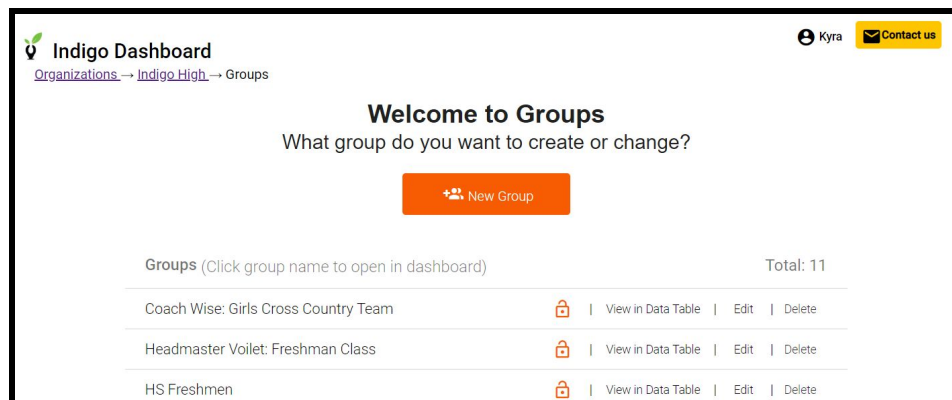 Indigo Dashboard
Kyra
Contact us
Organizations → Indigo High → Groups
Welcome to Groups
What group do you want to create or change?
New Group
Groups (Click group name to open in dashboard) Total: 11
Coach Wise: Girls Cross Country Team | View in Data Table | Edit | Delete
Headmaster Voilet: Freshman Class | View in Data Table | Edit | Delete
HS Freshmen | View in Data Table | Edit | Delete